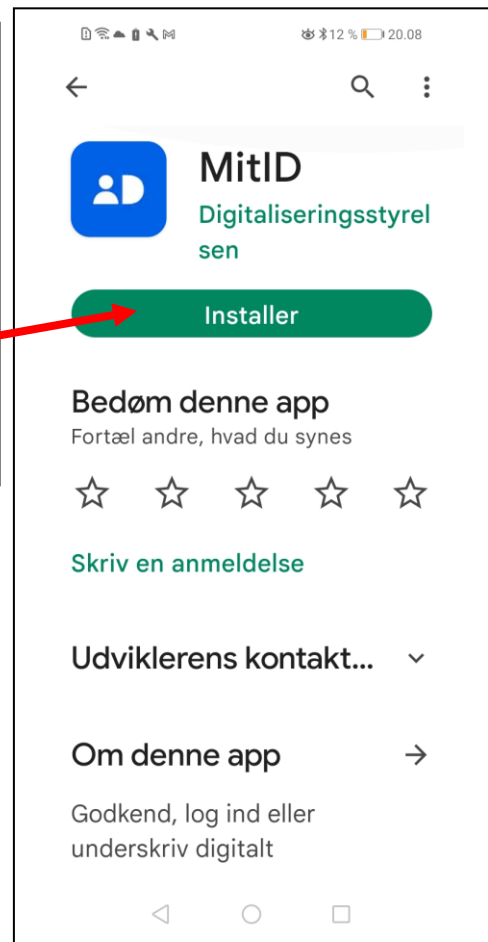 12 % 20.08
MitID
Digitaliseringsstyrel
sen
Installer
Bedøm denne app
Fortæl andre, hvad du synes
Skriv en anmeldelse
Udviklerens kontakt...
Om denne app
Godkend, log ind eller
underskriv digitalt